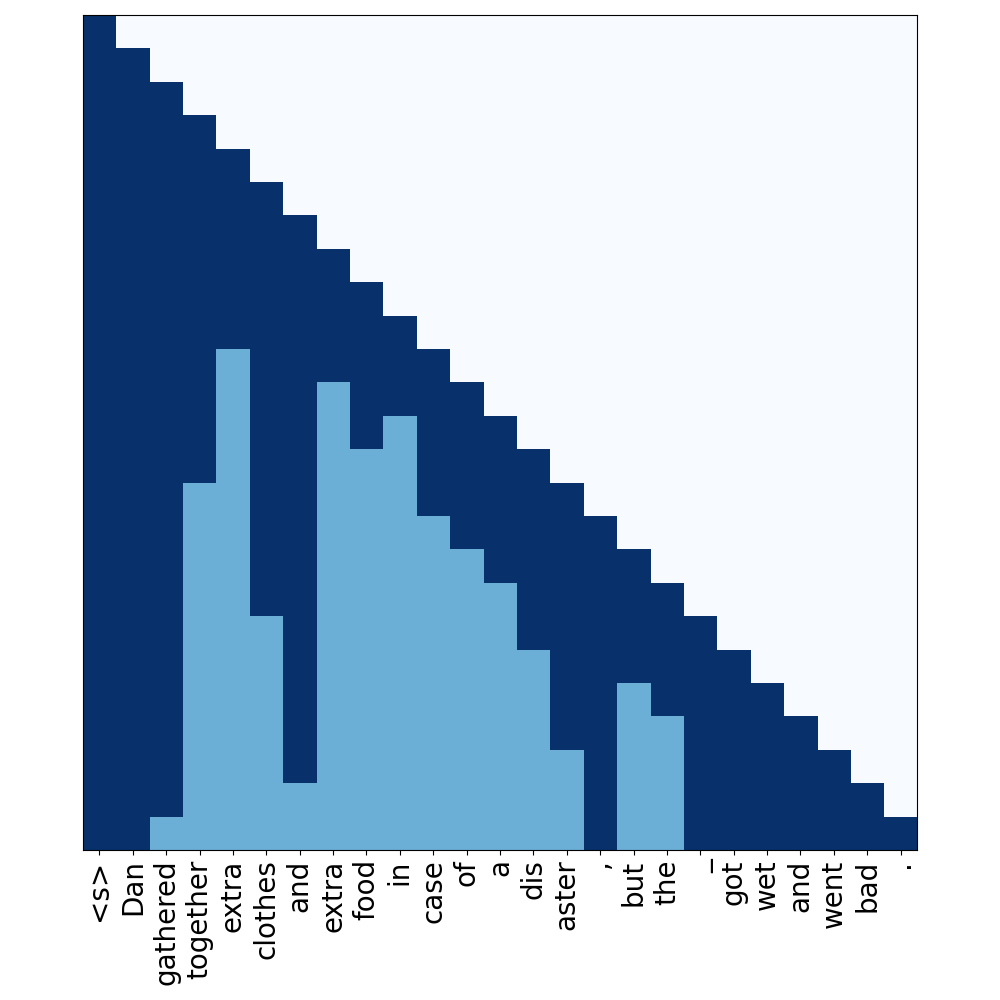 <s>
Dan
gathered
together
extra
clothes
and
extra
food
in
case
of
a
dis
aster
,
but
the
_
got
wet
and
went
bad
.